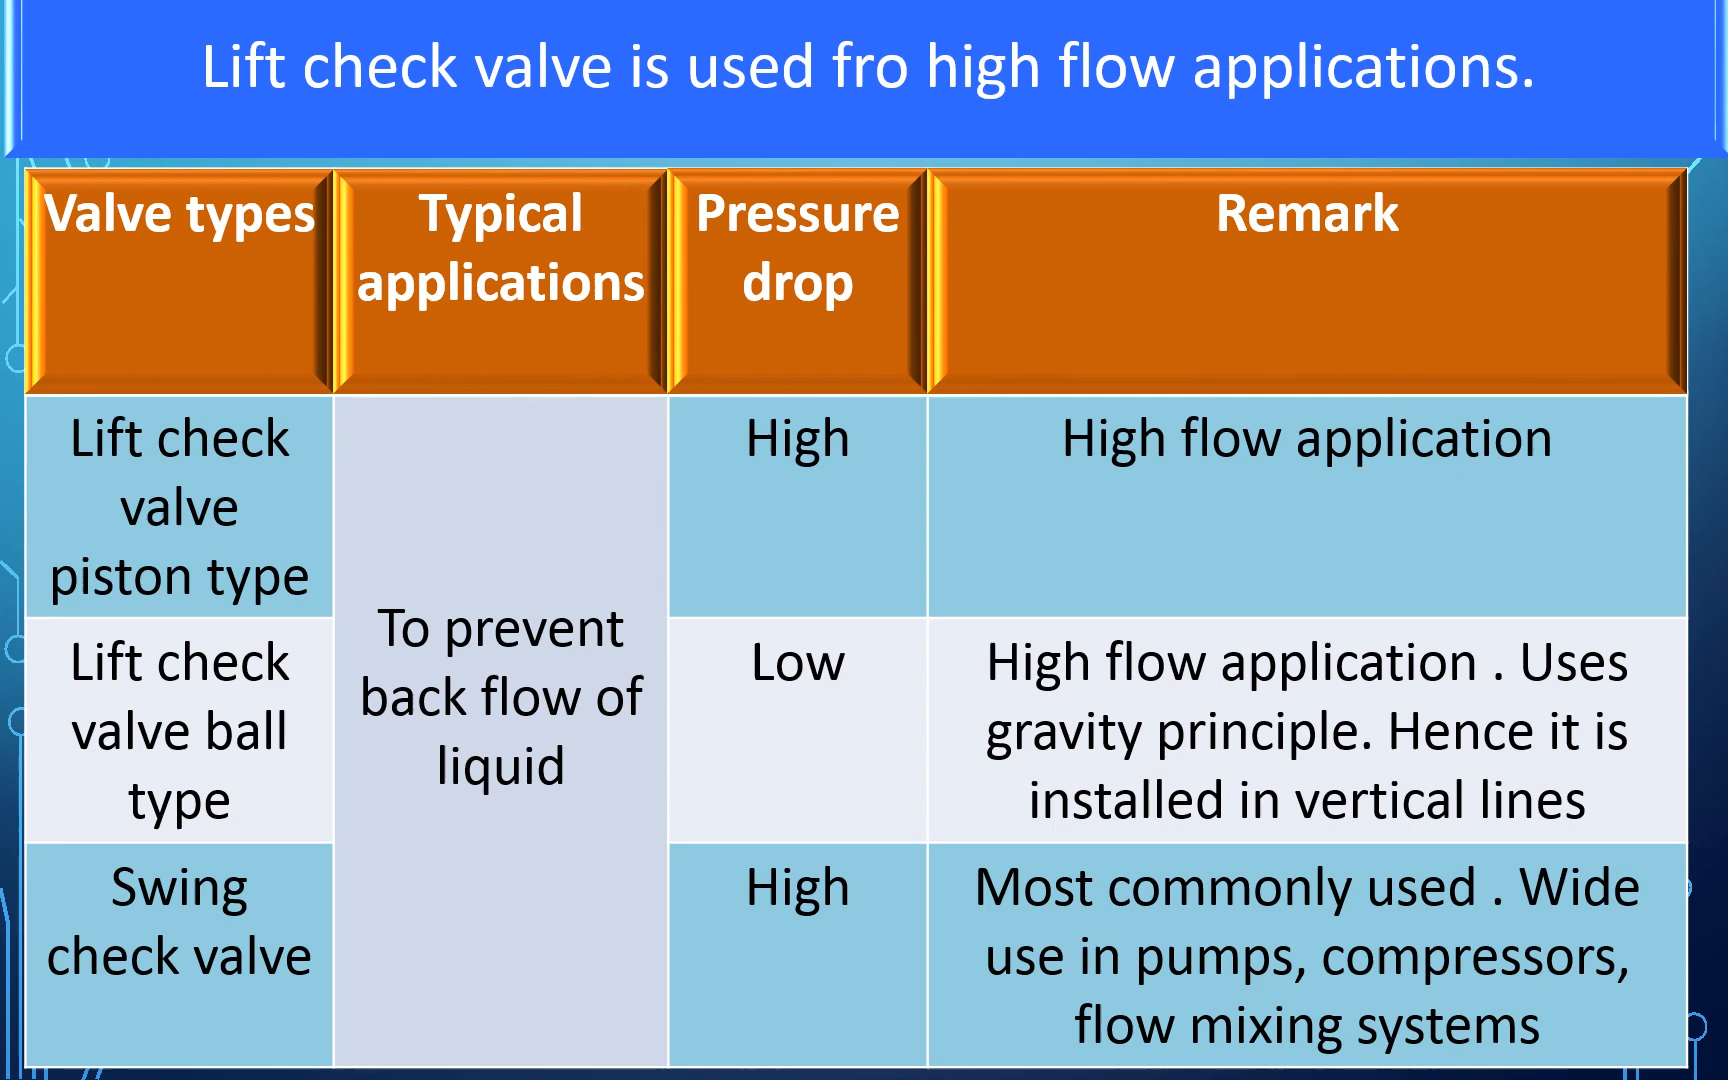 Lift check valve is used fro high flow applications.
Valve types
Typical
applications
Pressure
drop
Remark
Lift check
valve
piston type
To prevent
back flow of
liquid
High
High flow application
Lift check
valve ball
type
Low
High flow application . Uses
gravity principle. Hence it is
installed in vertical lines
Swing
check valve
High
Most commonly used . Wide
use in pumps, compressors,
flow mixing systems